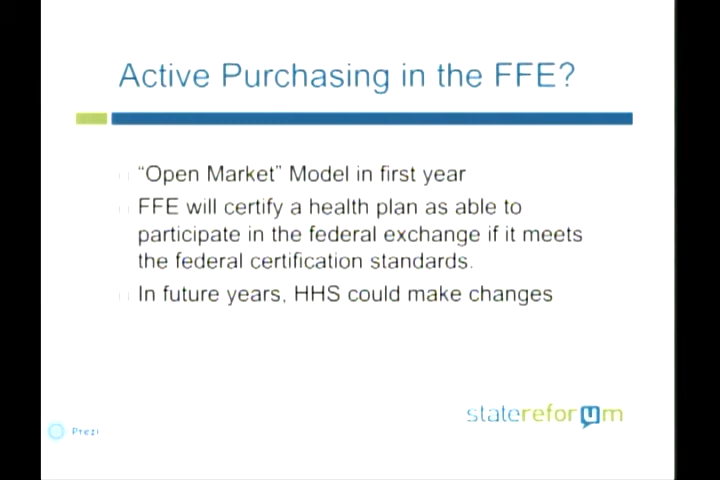 Active Purchasing in the FFE?
"Open Market" Model in first year
FFE will certify a health plan as able to
participate in the federal exchange if it meets
the federal certification standards.
In future years, HHS could make changes
statereforum
Prezi